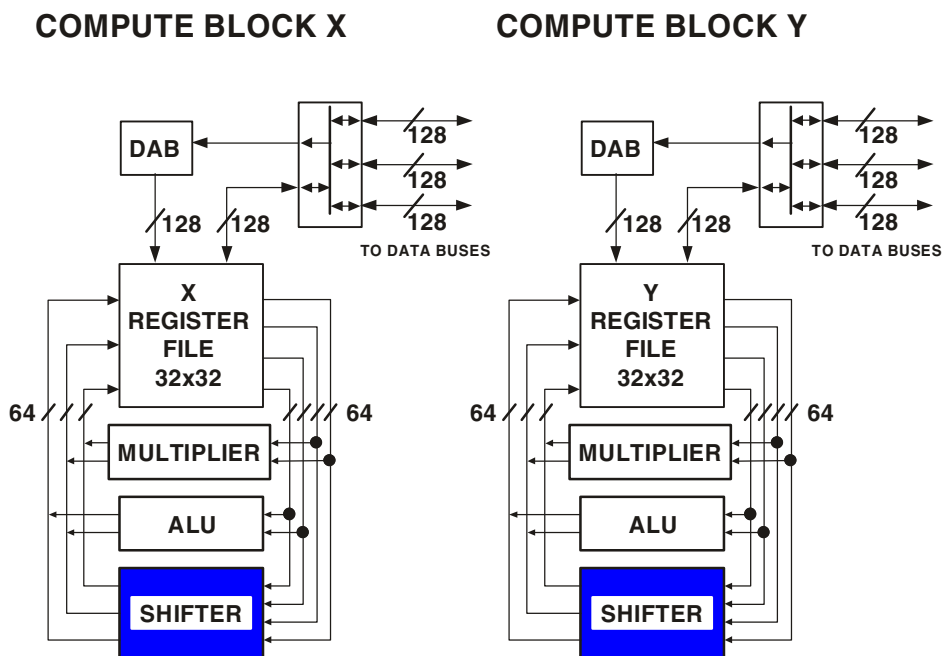 COMPUTE BLOCK X
COMPUTE BLOCK Y
DAB
128
128
128
128
128
TO DATA BUSES
X
REGISTER
FILE
32x32
64
64
MULTIPLIER
ALU
SHIFTER
DAB
128
128
128
128
128
TO DATA BUSES
Y
REGISTER
FILE
32x32
64
64
MULTIPLIER
ALU
SHIFTER